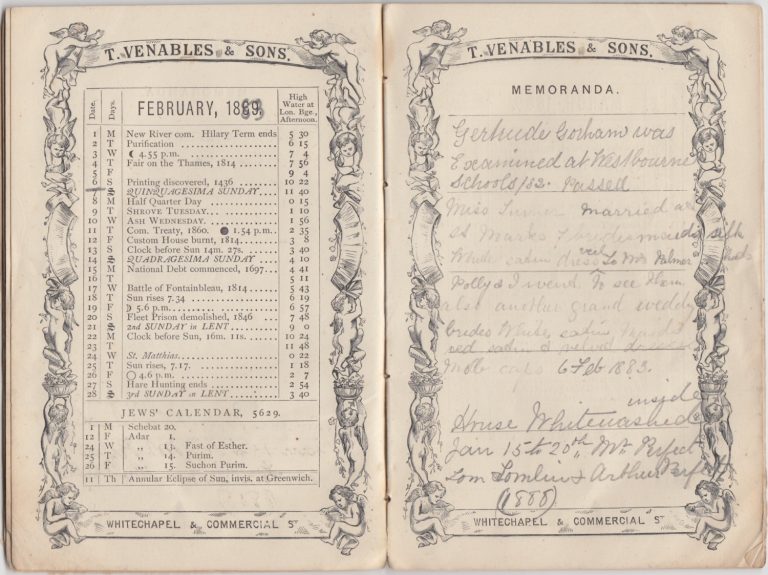 T. VENABLES & SONS.
Date. Days. FEBRUARY, 1869. High Water at Lon. Bge., Afternoon.
1 M New River com. Hilary Term ends 5 30
2 T Purification 6 15
3 W ☾ 4.55 p.m. 7 4
4 T Fair on the Thames, 1814 7 56
5 F 9 4
6 S Printing discovered, 1436 10 22
7 S QUINQUAGESIMA SUNDAY 11 40
8 M Half Quarter Day 0 15
9 T SHROVE TUESDAY 1 10
10 W ASH WEDNESDAY. 1 56
11 T Com. Treaty, 1860. ● 1.54 p.m. 2 35
12 F Custom House burnt, 1814 3 8
13 S Clock before Sun 14m. 27s. 3 40
14 S QUADRAGESIMA SUNDAY 4 10
15 M National Debt commenced, 1697 4 41
16 T 5 11
17 W Battle of Fontainbleau, 1814 5 43
18 T Sun rises 7.34 6 19
19 F ☽ 5.6 p.m. 6 57
20 S Fleet Prison demolished, 1846 7 48
21 S 2nd SUNDAY in LENT 9 0
22 M Clock before Sun, 16m. 11s. 10 24
23 T 11 48
24 W St. Matthias. 0 22
25 T Sun rises, 7.17. 1 18
26 F ○ 4.6 p.m. 2 7
27 S Hare Hunting ends 2 54
28 S 3rd SUNDAY in LENT 3 40
JEWS' CALENDAR, 5629.
1 M Schebat 20.
12 F Adar 1.
24 W ,, 13. Fast of Esther.
25 T ,, 14. Purim.
26 F ,, 15. Suchon Purim.
11 Th Annular Eclipse of Sun, invis. at Greenwich.
WHITECHAPEL & COMMERCIAL ST
T. VENABLES & SONS.
MEMORANDA.
Gertrude Gorham was
Examined at Westbourne
Schools/82. Passed
Miss Turner Married at
St Marks
White satin dress Mr Palmer
Polly & I went To see them
also another grand wedding
brides White satin
red satin & velvet dresses
Mob caps 6 Feb 1883.
inside
House Whitewashed
Jan 15 to 20th Mr Perfect
Tom Tomlin & Arthur
(1888)
WHITECHAPEL & COMMERCIAL ST